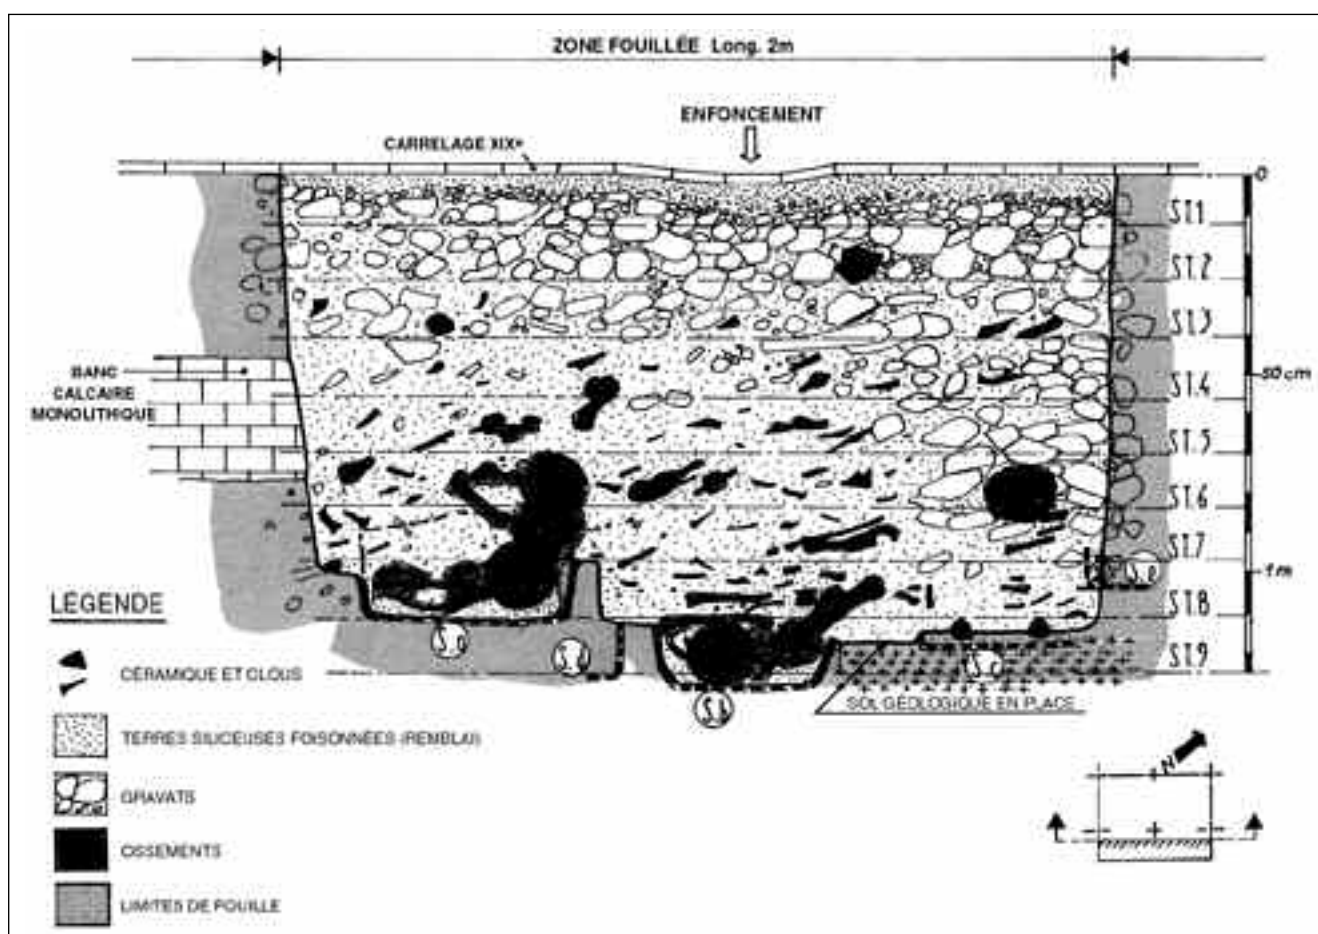 ZONE FOUILLÉE Long. 2m
ENFONCEMENT
CARRELAGE XIXe
0
ST.1
ST.2
ST.3
50 cm
BANC
CALCAIRE
MONOLITHIQUE
ST.4
ST.5
ST.6
ST.7
1m
LÉGENDE
ST.8
ST.9
CÉRAMIQUE ET CLOUS
S.b
SOL GÉOLOGIQUE EN PLACE
TERRES SILICEUSES FOISONNÉES (REMBLAI)
N
GRAVATS
OSSEMENTS
LIMITES DE FOUILLE